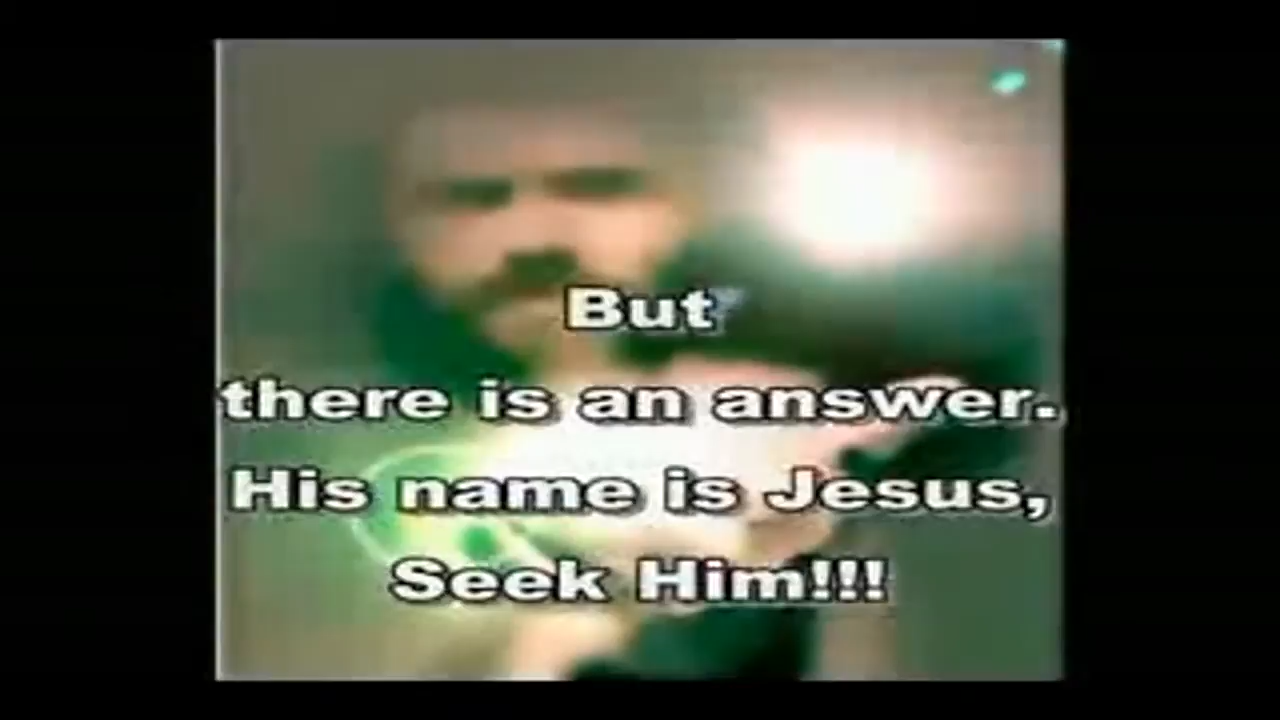 But
there is an answer.
His name is Jesus,
Seek Him!!!